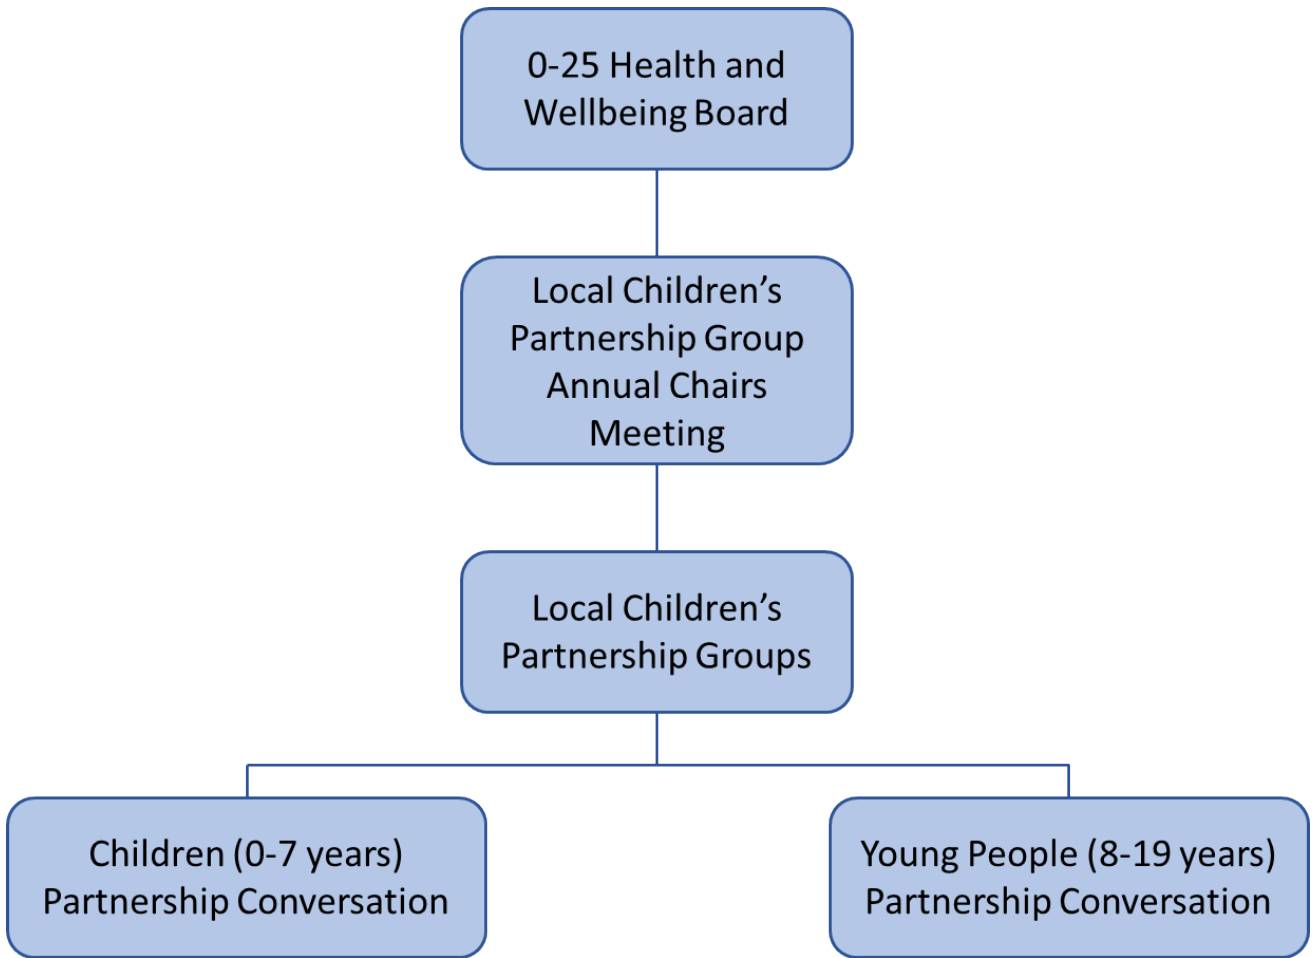 0-25 Health and
Wellbeing Board
Local Children’s
Partnership Group
Annual Chairs
Meeting
Local Children’s
Partnership Groups
Children (0-7 years)
Partnership Conversation
Young People (8-19 years)
Partnership Conversation